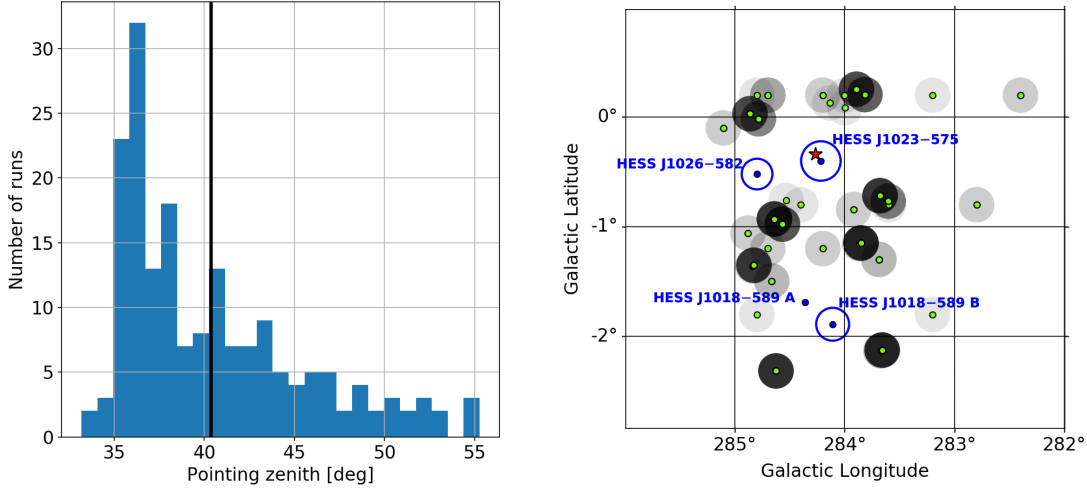 30
25
20
15
10
5
0
Number of runs
35
40
45
50
55
Pointing zenith [deg]
0°
-1°
-2°
Galactic Latitude
HESS J1023−575
HESS J1026−582
HESS J1018−589 A
HESS J1018−589 B
285°
284°
283°
282°
Galactic Longitude